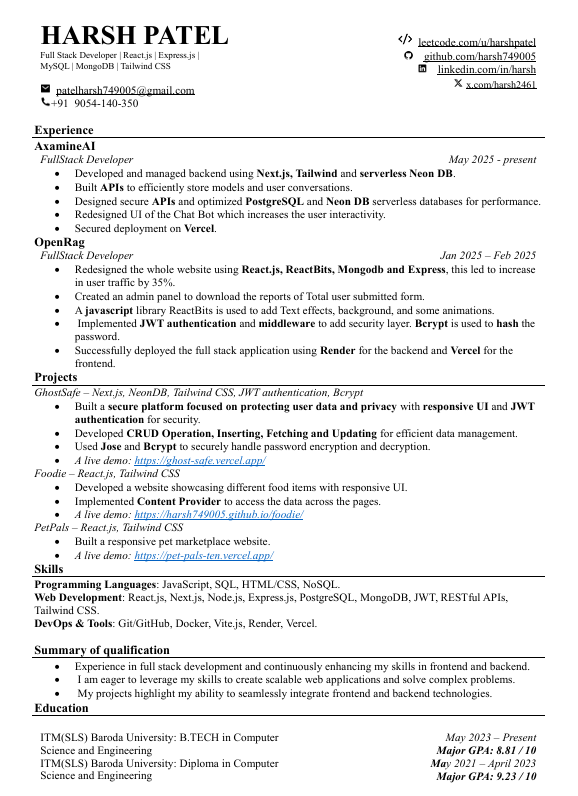 HARSH PATEL
Full Stack Developer | React.js | Express.js |
MySQL | MongoDB | Tailwind CSS
patelharsh749005@gmail.com
+91 9054-140-350
leetcode.com/u/harshpatel
github.com/harsh749005
linkedin.com/in/harsh
x.com/harsh2461
Experience
AxamineAI
FullStack Developer May 2025 - present
• Developed and managed backend using Next.js, Tailwind and serverless Neon DB.
• Built APIs to efficiently store models and user conversations.
• Designed secure APIs and optimized PostgreSQL and Neon DB serverless databases for performance.
• Redesigned UI of the Chat Bot which increases the user interactivity.
• Secured deployment on Vercel.
OpenRag
FullStack Developer Jan 2025 – Feb 2025
• Redesigned the whole website using React.js, ReactBits, Mongodb and Express, this led to increase
in user traffic by 35%.
• Created an admin panel to download the reports of Total user submitted form.
• A javascript library ReactBits is used to add Text effects, background, and some animations.
• Implemented JWT authentication and middleware to add security layer. Bcrypt is used to hash the
password.
• Successfully deployed the full stack application using Render for the backend and Vercel for the
frontend.
Projects
GhostSafe – Next.js, NeonDB, Tailwind CSS, JWT authentication, Bcrypt
• Built a secure platform focused on protecting user data and privacy with responsive UI and JWT
authentication for security.
• Developed CRUD Operation, Inserting, Fetching and Updating for efficient data management.
• Used Jose and Bcrypt to securely handle password encryption and decryption.
• A live demo: https://ghost-safe.vercel.app/
Foodie – React.js, Tailwind CSS
• Developed a website showcasing different food items with responsive UI.
• Implemented Content Provider to access the data across the pages.
• A live demo: https://harsh749005.github.io/foodie/
PetPals – React.js, Tailwind CSS
• Built a responsive pet marketplace website.
• A live demo: https://pet-pals-ten.vercel.app/
Skills
Programming Languages: JavaScript, SQL, HTML/CSS, NoSQL.
Web Development: React.js, Next.js, Node.js, Express.js, PostgreSQL, MongoDB, JWT, RESTful APIs,
Tailwind CSS.
DevOps & Tools: Git/GitHub, Docker, Vite.js, Render, Vercel.
Summary of qualification
• Experience in full stack development and continuously enhancing my skills in frontend and backend.
• I am eager to leverage my skills to create scalable web applications and solve complex problems.
• My projects highlight my ability to seamlessly integrate frontend and backend technologies.
Education
ITM(SLS) Baroda University: B.TECH in Computer May 2023 – Present
Science and Engineering Major GPA: 8.81 / 10
ITM(SLS) Baroda University: Diploma in Computer May 2021 – April 2023
Science and Engineering Major GPA: 9.23 / 10